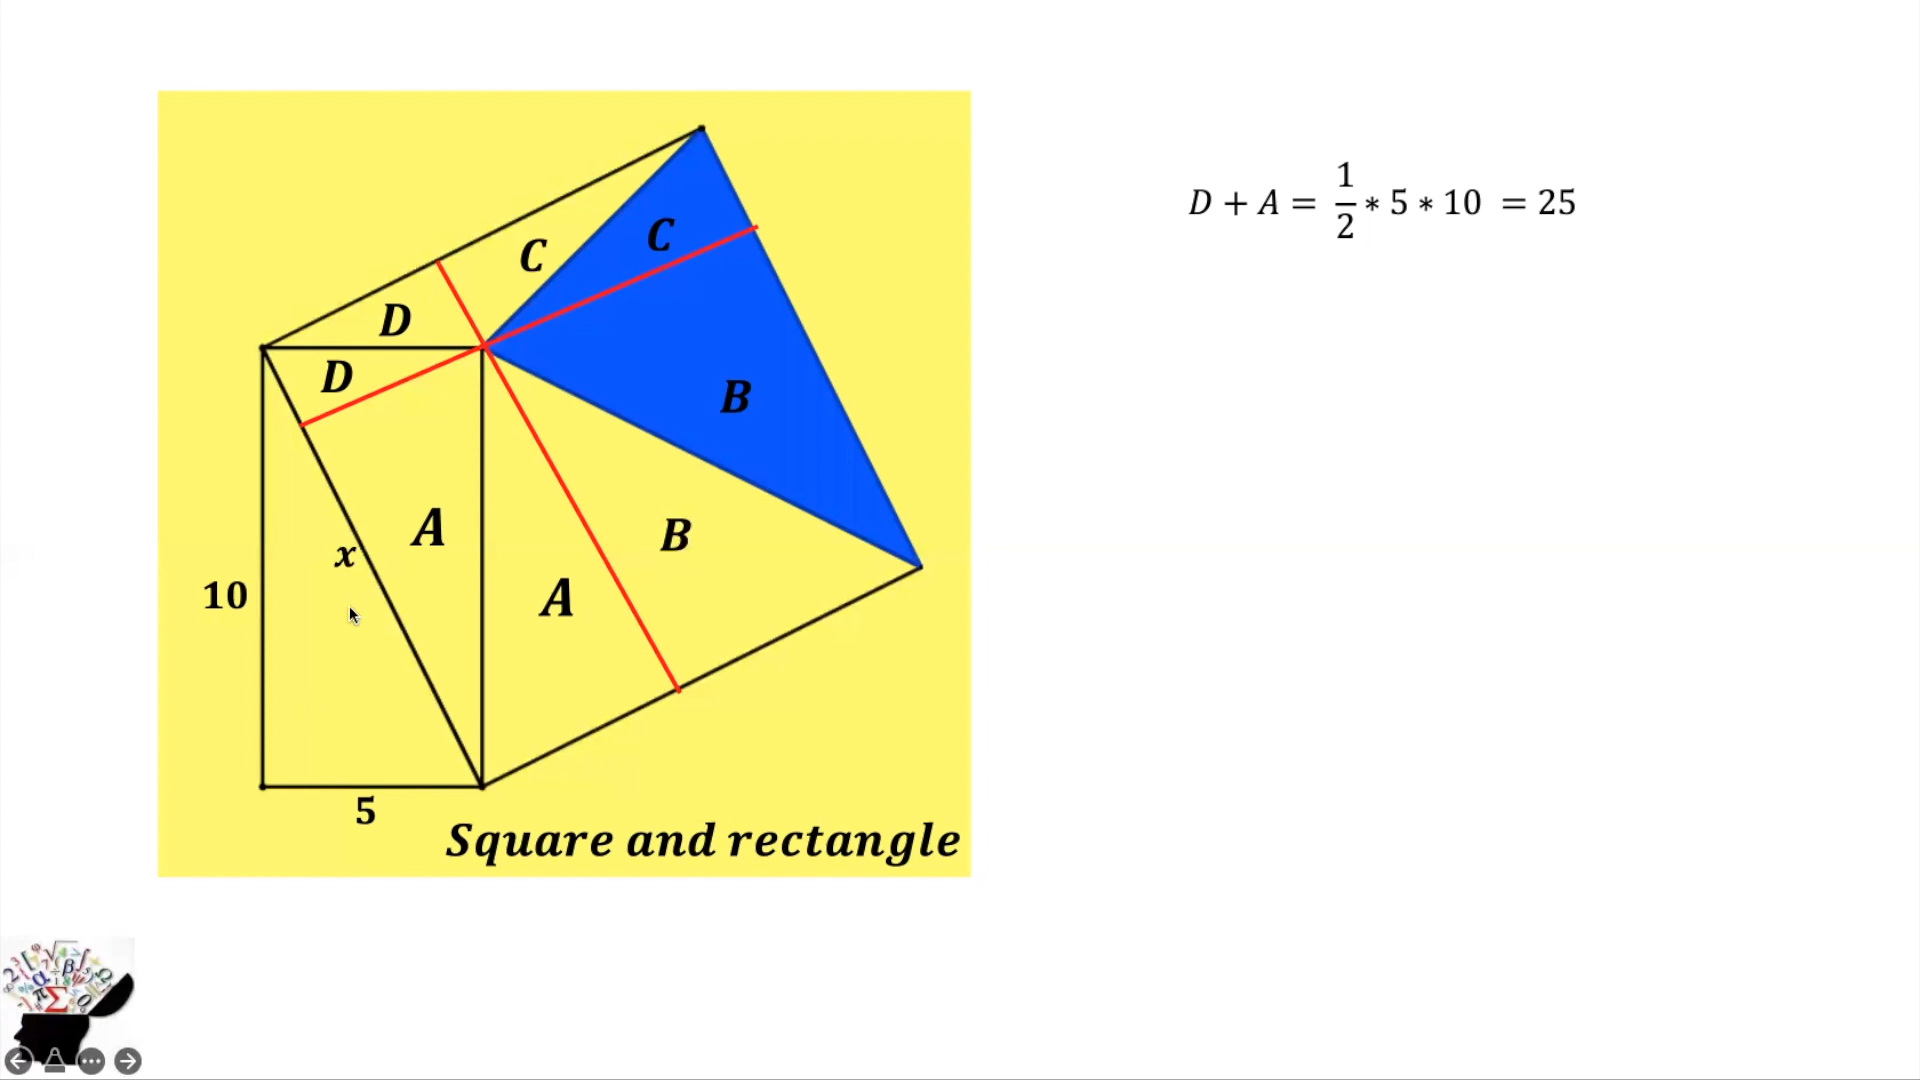 C
C
D
D
B
A
x
B
A
10
5
Square and rectangle
D + A = 1/2 * 5 * 10 = 25